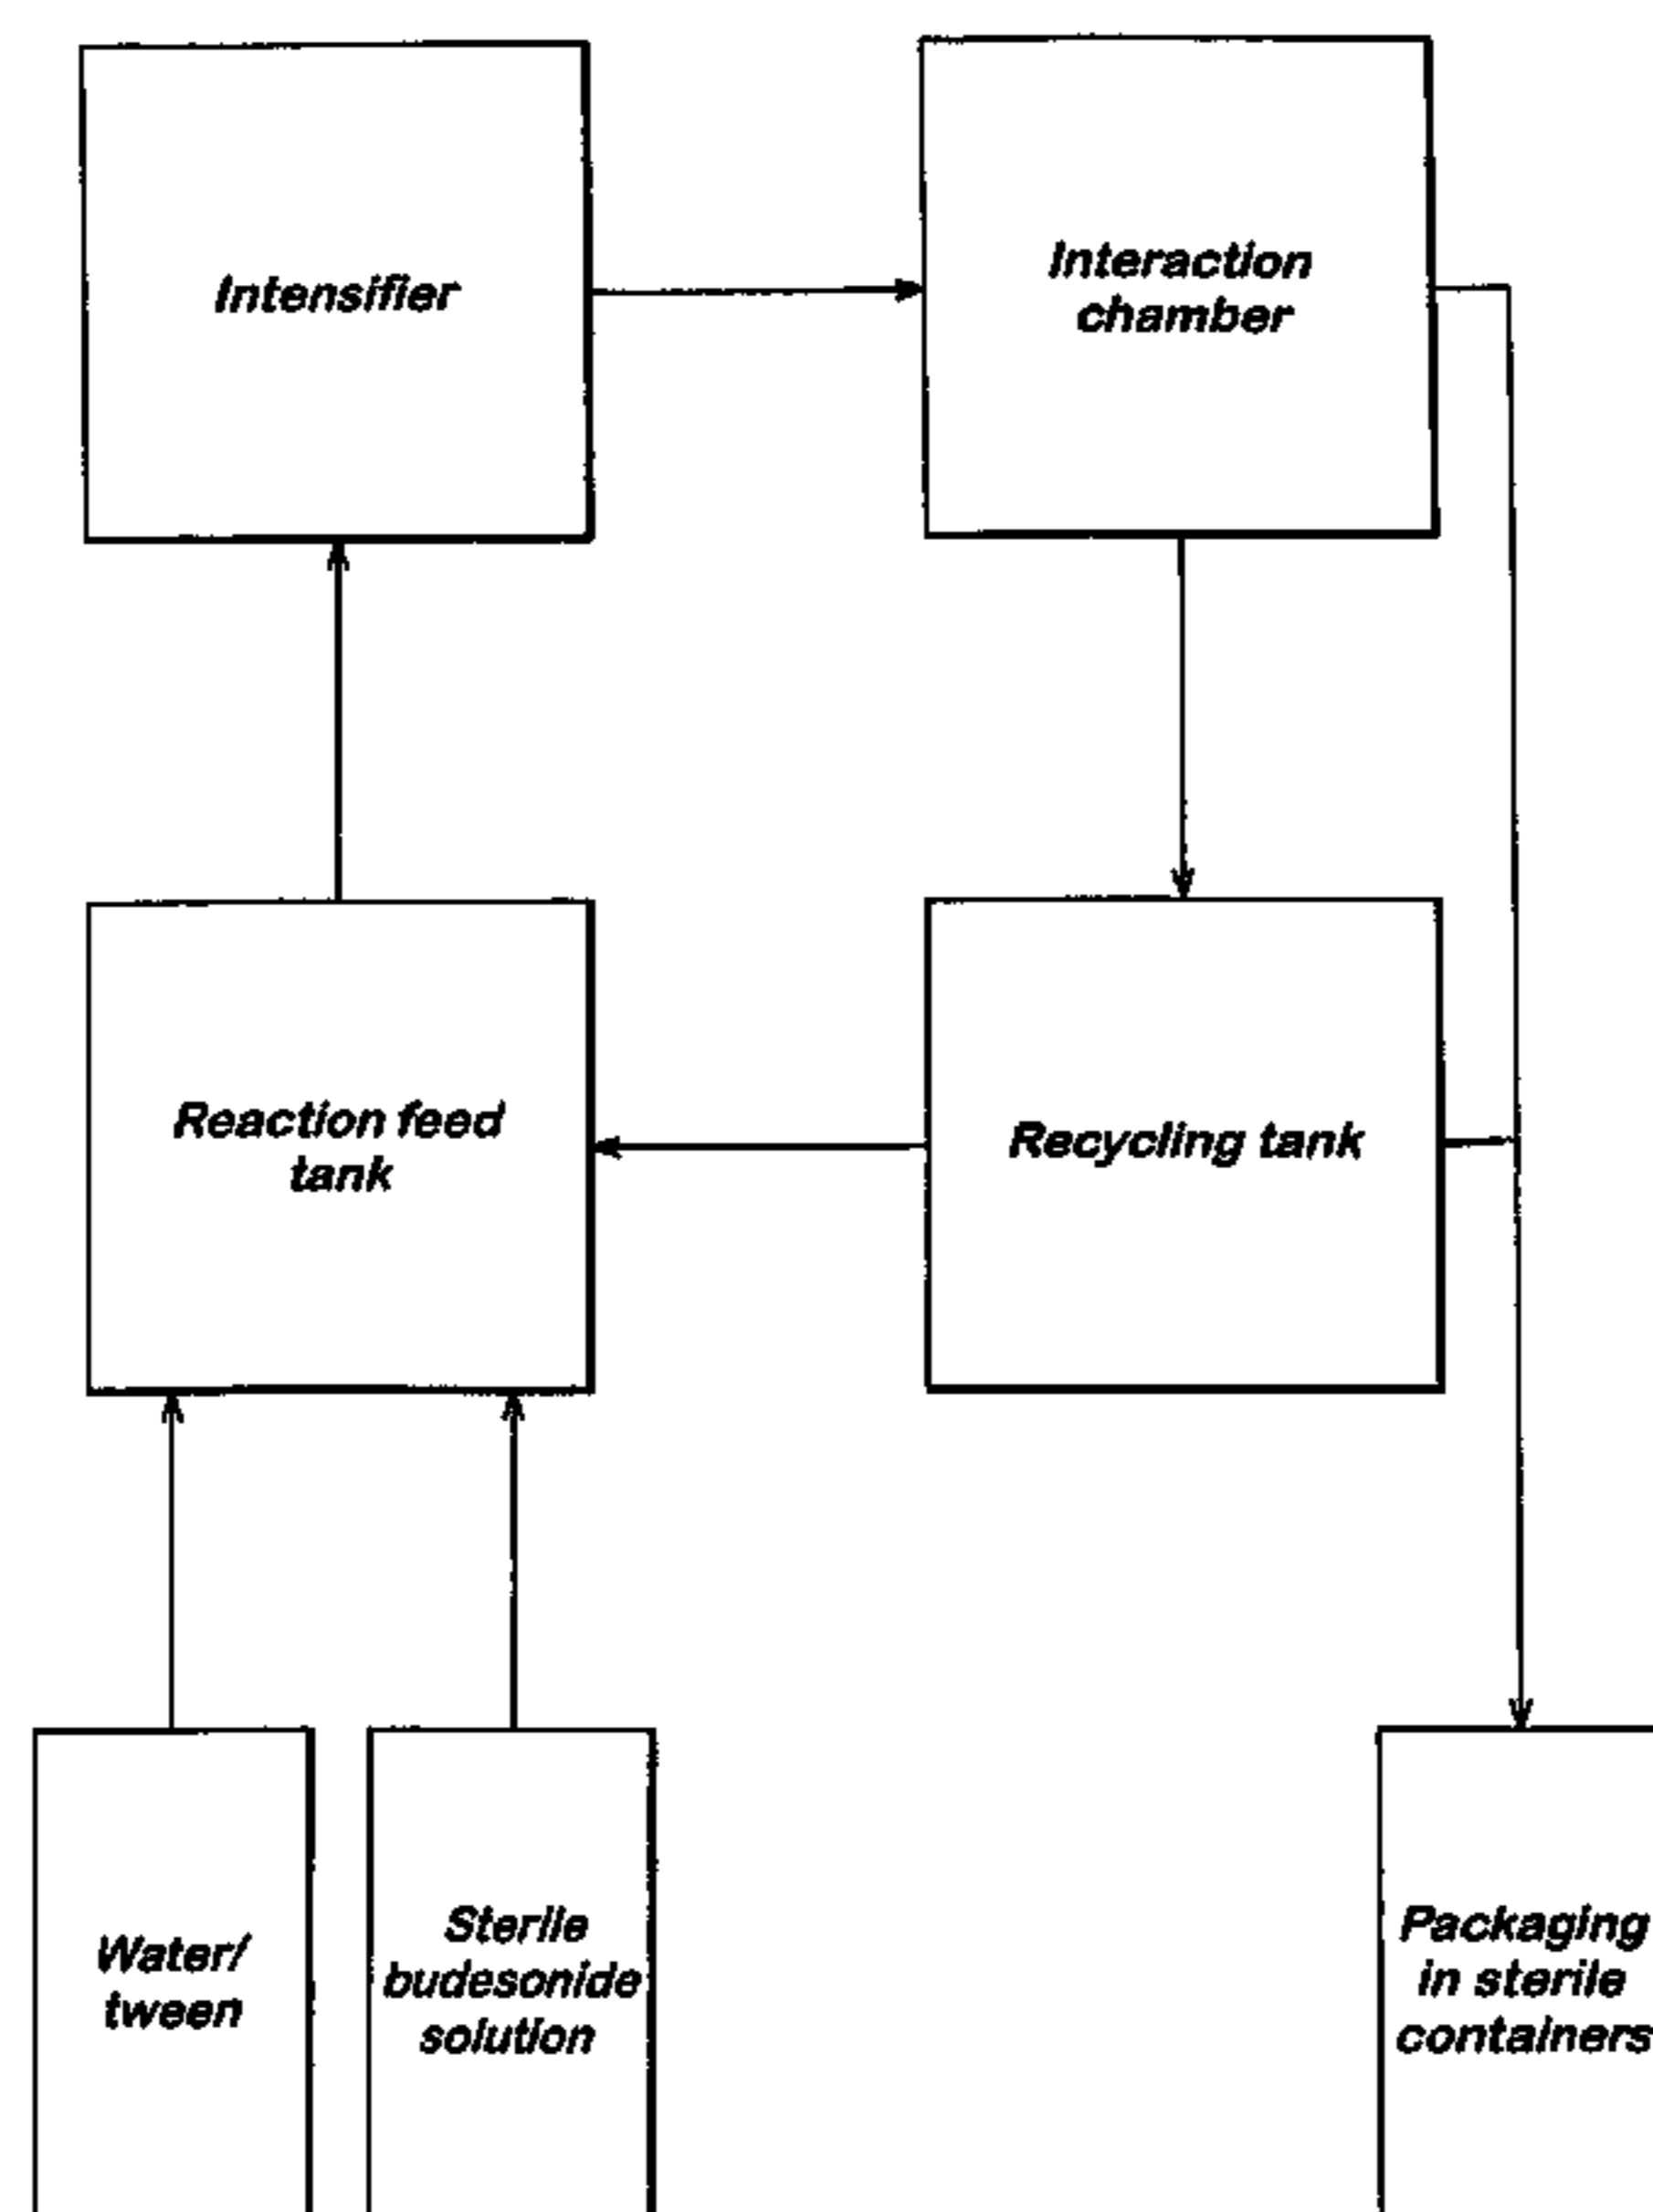 Intensifier
Interaction
chamber
Reaction feed
tank
Recycling tank
Water/
tween
Sterile
budesonide
solution
Packaging
in sterile
containers